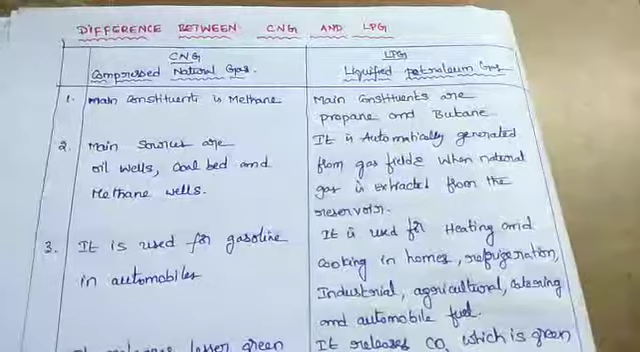 DIFFERENCE BETWEEN CNG AND LPG
CNG
Compressed Natural Gas.
LPG
Liquified petroleum Gas
1. Main Constituent is Methane
Main Constituents are
propane and Butane.
2. Main Sources are
oil wells, Coal bed and
Methane wells.
It is Automatically generated
from gas fields when natural
gas is extracted from the
reservoir.
3. It is used for gasoline
in automobiles
It is used for Heating and
Cooking in homes, refrigeration,
Industrial, agricultural, catering
and automobile fuel.
lesser green
It releases CO2 which is green